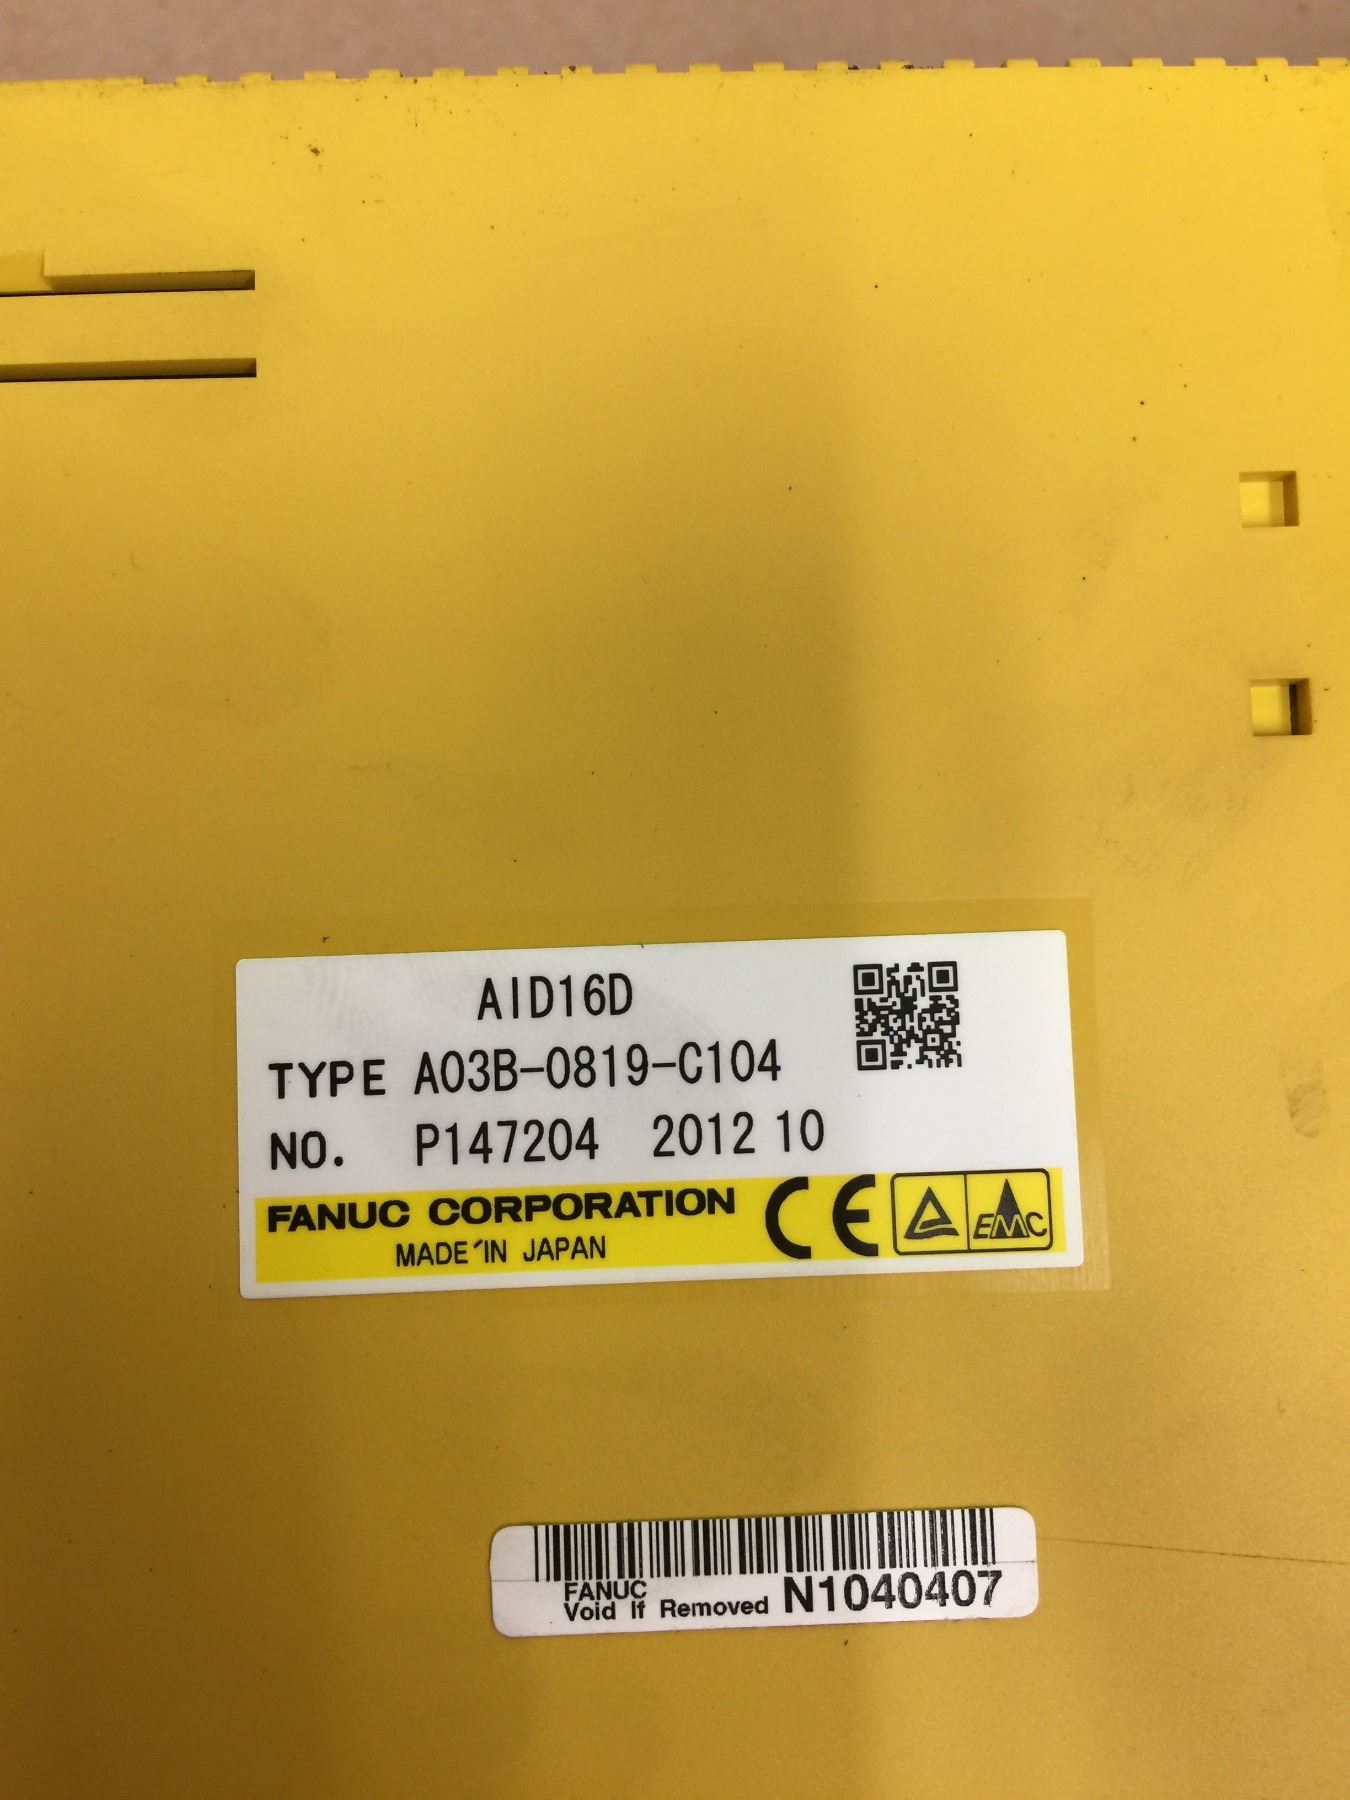 AID16D
TYPE A03B-0819-C104
NO. P147204 2012 10
FANUC CORPORATION CE EMC
MADE IN JAPAN
FANUC
Void If Removed N1040407